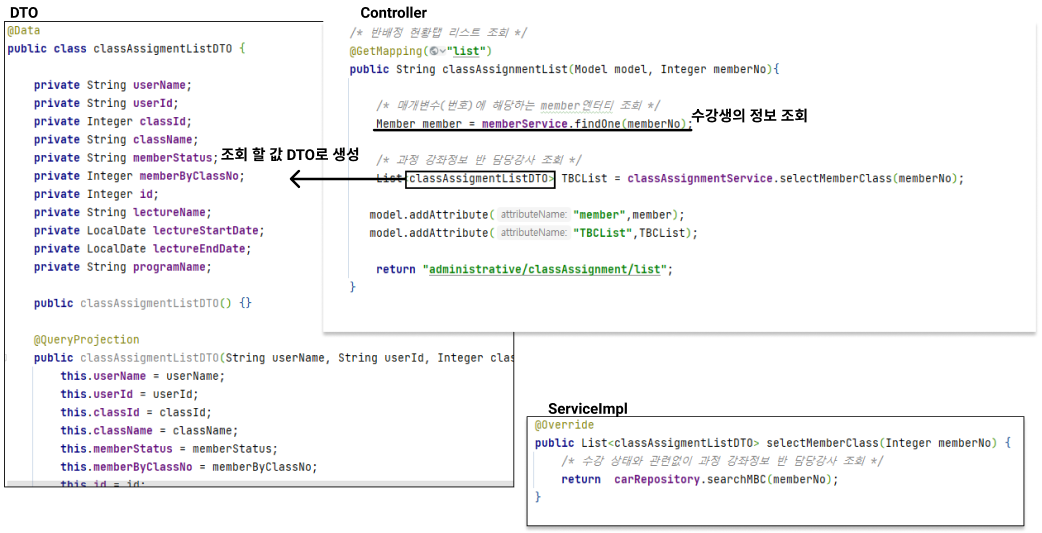 DTO
@Data
public class classAssigmentListDTO {
private String userName;
private String userId;
private Integer classId;
private String className;
private String memberStatus;
조회 할 값 DTO로 생성
private Integer memberByClassNo;
private Integer id;
private String lectureName;
private LocalDate lectureStartDate;
private LocalDate lectureEndDate;
private String programName;
public classAssigmentListDTO() {}
@QueryProjection
public classAssigmentListDTO(String userName, String userId, Integer clas
this.userName = userName;
this.userId = userId;
this.classId = classId;
this.className = className;
this.memberStatus = memberStatus;
this.memberByClassNo = memberByClassNo;
this.id = id;
Controller
/* 반배정 현황탭 리스트 조회 */
@GetMapping("list")
public String classAssignmentList(Model model, Integer memberNo){
/* 매개변수(번호)에 해당하는 member엔터티 조회 */
Member member = memberService.findOne(memberNo);
수강생의 정보 조회
/* 과정 강좌정보 반 담당강사 조회 */
List<classAssigmentListDTO> TBCList = classAssignmentService.selectMemberClass(memberNo);
model.addAttribute( attributeName: "member",member);
model.addAttribute( attributeName: "TBCList",TBCList);
return "administrative/classAssignment/list";
}
ServiceImpl
@Override
public List<classAssigmentListDTO> selectMemberClass(Integer memberNo) {
/* 수강 상태와 관련없이 과정 강좌정보 반 담당강사 조회 */
return carRepository.searchMBC(memberNo);
}